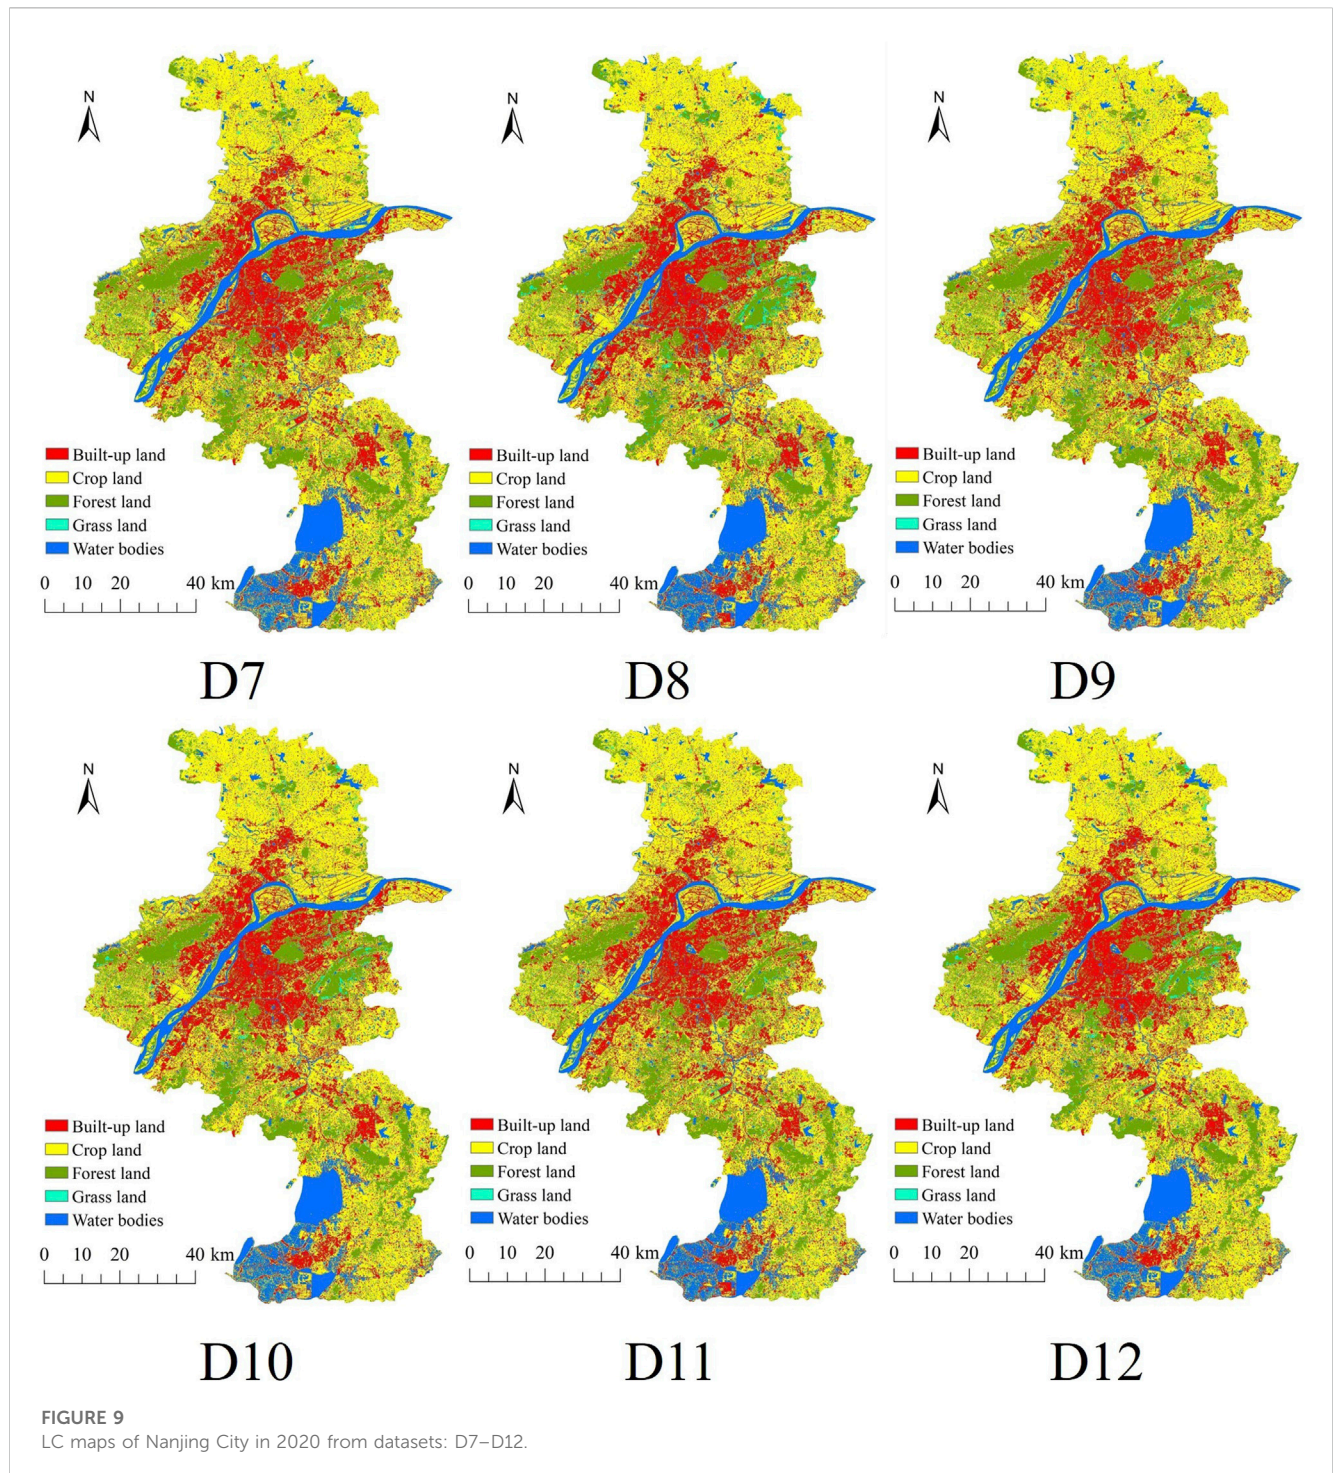 N
Built-up land
Crop land
Forest land
Grass land
Water bodies
0 10 20 40 km
D7
N
Built-up land
Crop land
Forest land
Grass land
Water bodies
0 10 20 40 km
D8
N
Built-up land
Crop land
Forest land
Grass land
Water bodies
0 10 20 40 km
D9
N
Built-up land
Crop land
Forest land
Grass land
Water bodies
0 10 20 40 km
D10
N
Built-up land
Crop land
Forest land
Grass land
Water bodies
0 10 20 40 km
D11
N
Built-up land
Crop land
Forest land
Grass land
Water bodies
0 10 20 40 km
D12
FIGURE 9
LC maps of Nanjing City in 2020 from datasets: D7–D12.